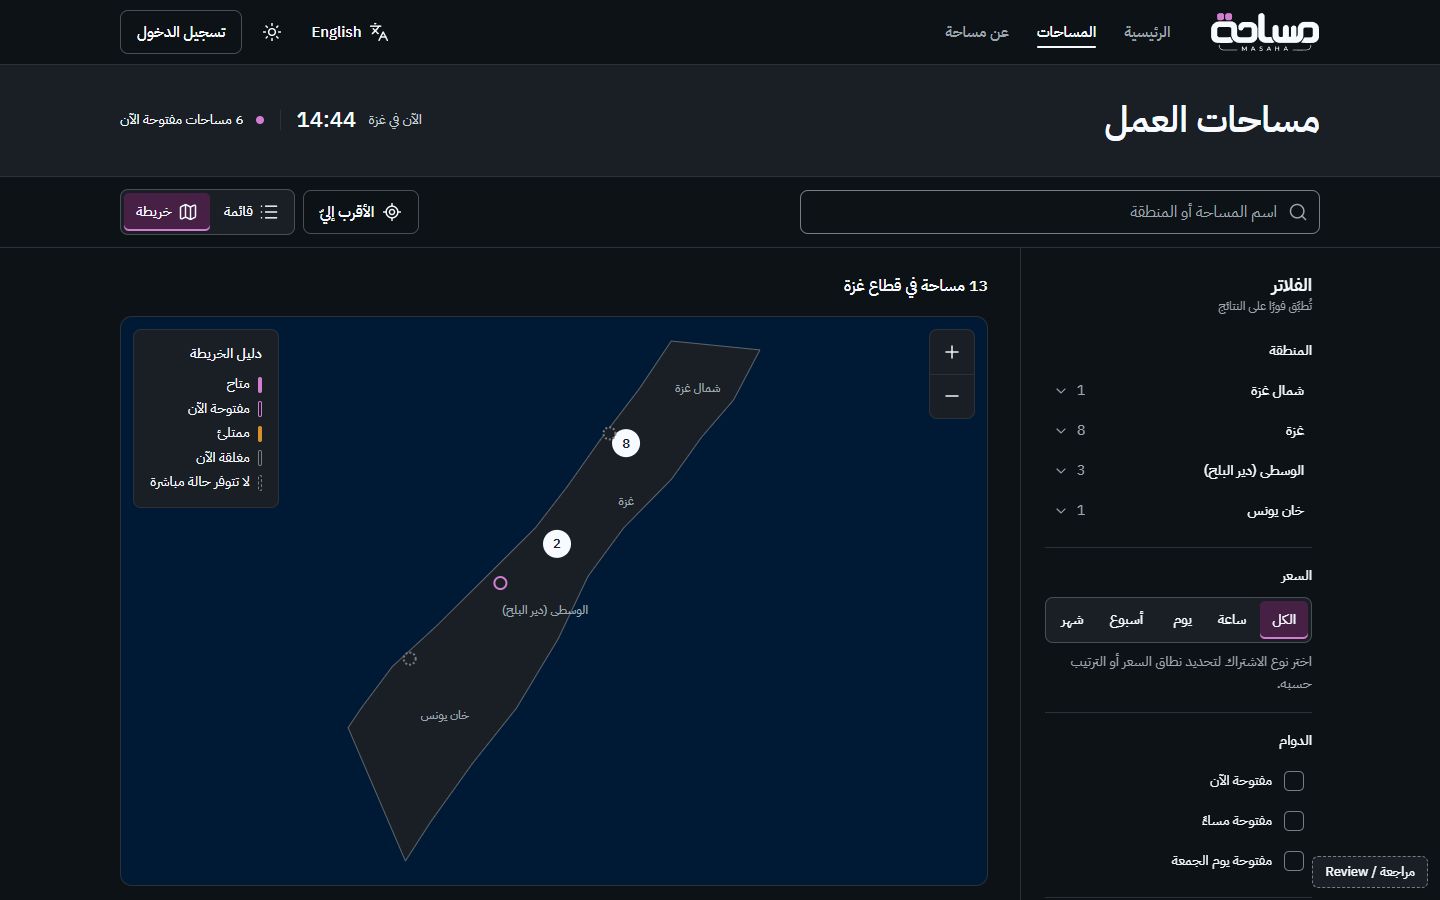 مساحة
MASAHA
الرئيسية
المساحات
عن مساحة
English
تسجيل الدخول
مساحات العمل
الآن في غزة 14:44
6 مساحات مفتوحة الآن
اسم المساحة أو المنطقة
الأقرب إليّ
قائمة
خريطة
الفلاتر
تُطبَّق فورًا على النتائج
المنطقة
شمال غزة 1
غزة 8
الوسطى (دير البلح) 3
خان يونس 1
السعر
الكل
ساعة
يوم
أسبوع
شهر
اختر نوع الاشتراك لتحديد نطاق السعر أو الترتيب
حسبه.
الدوام
مفتوحة الآن
مفتوحة مساءً
مفتوحة يوم الجمعة
13 مساحة في قطاع غزة
+
−
شمال غزة
8
غزة
2
الوسطى (دير البلح)
خان يونس
دليل الخريطة
متاح
مفتوحة الآن
ممتلئ
مغلقة الآن
لا تتوفر حالة مباشرة
مراجعة / Review